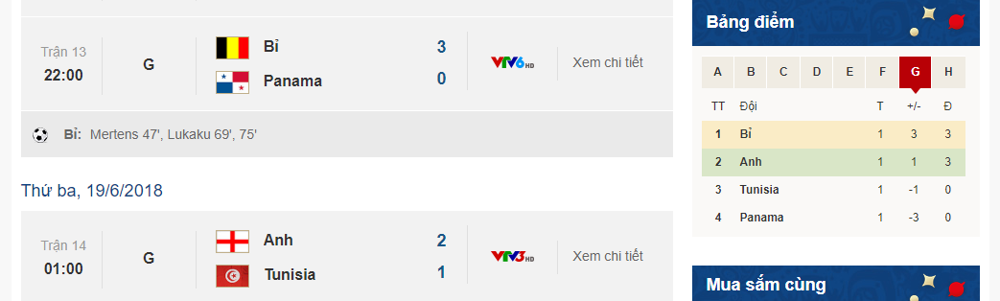 Trận 13
22:00
G
Bỉ 3
Panama 0
VTV6 HD
Xem chi tiết
Bỉ: Mertens 47', Lukaku 69', 75'
Thứ ba, 19/6/2018
Trận 14
01:00
G
Anh 2
Tunisia 1
VTV3 HD
Xem chi tiết
Bảng điểm
A B C D E F G H
TT Đội T +/- Đ
1 Bỉ 1 3 3
2 Anh 1 1 3
3 Tunisia 1 -1 0
4 Panama 1 -3 0
Mua sắm cùng